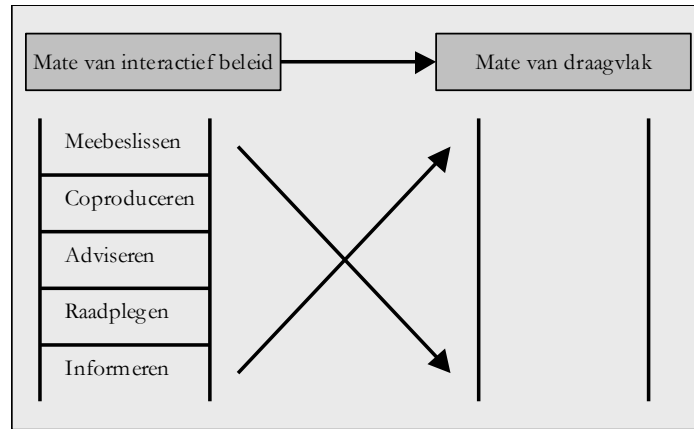 Mate van interactief beleid
Mate van draagvlak
Meebeslissen
Coproduceren
Adviseren
Raadplegen
Informeren